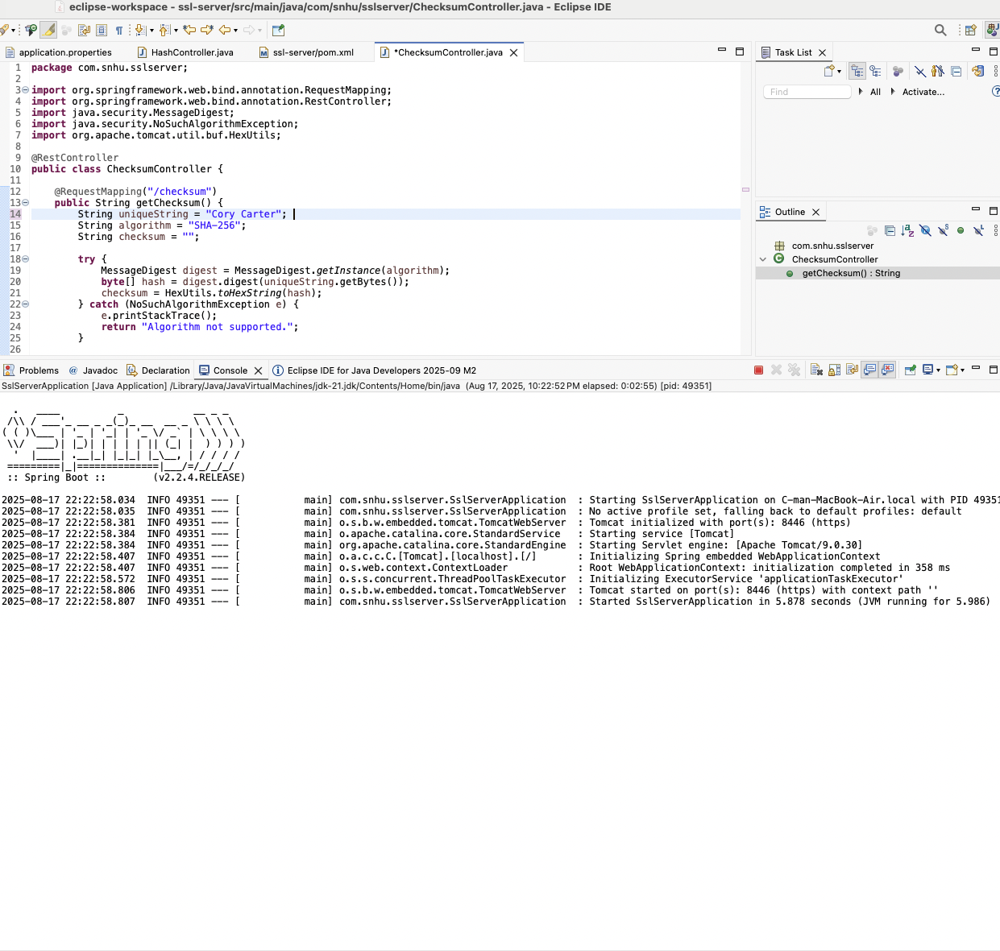 eclipse-workspace - ssl-server/src/main/java/com/snhu/sslserver/ChecksumController.java - Eclipse IDE
application.properties
HashController.java
ssl-server/pom.xml
*ChecksumController.java
1 package com.snhu.sslserver;
2
3 import org.springframework.web.bind.annotation.RequestMapping;
4 import org.springframework.web.bind.annotation.RestController;
5 import java.security.MessageDigest;
6 import java.security.NoSuchAlgorithmException;
7 import org.apache.tomcat.util.buf.HexUtils;
8
9 @RestController
10 public class ChecksumController {
11
12     @RequestMapping("/checksum")
13     public String getChecksum() {
14         String uniqueString = "Cory Carter";
15         String algorithm = "SHA-256";
16         String checksum = "";
17
18         try {
19             MessageDigest digest = MessageDigest.getInstance(algorithm);
20             byte[] hash = digest.digest(uniqueString.getBytes());
21             checksum = HexUtils.toHexString(hash);
22         } catch (NoSuchAlgorithmException e) {
23             e.printStackTrace();
24             return "Algorithm not supported.";
25         }
26
Task List
Find
All
Activate...
Outline
com.snhu.sslserver
ChecksumController
getChecksum() : String
Problems
@ Javadoc
Declaration
Console
Eclipse IDE for Java Developers 2025-09 M2
SslServerApplication [Java Application] /Library/Java/JavaVirtualMachines/jdk-21.jdk/Contents/Home/bin/java  (Aug 17, 2025, 10:22:52 PM elapsed: 0:02:55) [pid: 49351]
  .   ____          _            __ _ _
 /\\ / ___'_ __ _ _(_)_ __  __ _ \ \ \ \
( ( )\___ | '_ | '_| | '_ \/ _` | \ \ \ \
 \\/  ___)| |_)| | | | | || (_| |  ) ) ) )
  '  |____| .__|_| |_|_| |_\__, | / / / /
 =========|_|==============|___/=/_/_/_/
 :: Spring Boot ::        (v2.2.4.RELEASE)
2025-08-17 22:22:58.034  INFO 49351 --- [           main] com.snhu.sslserver.SslServerApplication  : Starting SslServerApplication on C-man-MacBook-Air.local with PID 49351
2025-08-17 22:22:58.035  INFO 49351 --- [           main] com.snhu.sslserver.SslServerApplication  : No active profile set, falling back to default profiles: default
2025-08-17 22:22:58.381  INFO 49351 --- [           main] o.s.b.w.embedded.tomcat.TomcatWebServer  : Tomcat initialized with port(s): 8446 (https)
2025-08-17 22:22:58.384  INFO 49351 --- [           main] o.apache.catalina.core.StandardService   : Starting service [Tomcat]
2025-08-17 22:22:58.384  INFO 49351 --- [           main] org.apache.catalina.core.StandardEngine  : Starting Servlet engine: [Apache Tomcat/9.0.30]
2025-08-17 22:22:58.407  INFO 49351 --- [           main] o.a.c.c.C.[Tomcat].[localhost].[/]       : Initializing Spring embedded WebApplicationContext
2025-08-17 22:22:58.407  INFO 49351 --- [           main] o.s.web.context.ContextLoader            : Root WebApplicationContext: initialization completed in 358 ms
2025-08-17 22:22:58.572  INFO 49351 --- [           main] o.s.s.concurrent.ThreadPoolTaskExecutor  : Initializing ExecutorService 'applicationTaskExecutor'
2025-08-17 22:22:58.806  INFO 49351 --- [           main] o.s.b.w.embedded.tomcat.TomcatWebServer  : Tomcat started on port(s): 8446 (https) with context path ''
2025-08-17 22:22:58.807  INFO 49351 --- [           main] com.snhu.sslserver.SslServerApplication  : Started SslServerApplication in 5.878 seconds (JVM running for 5.986)